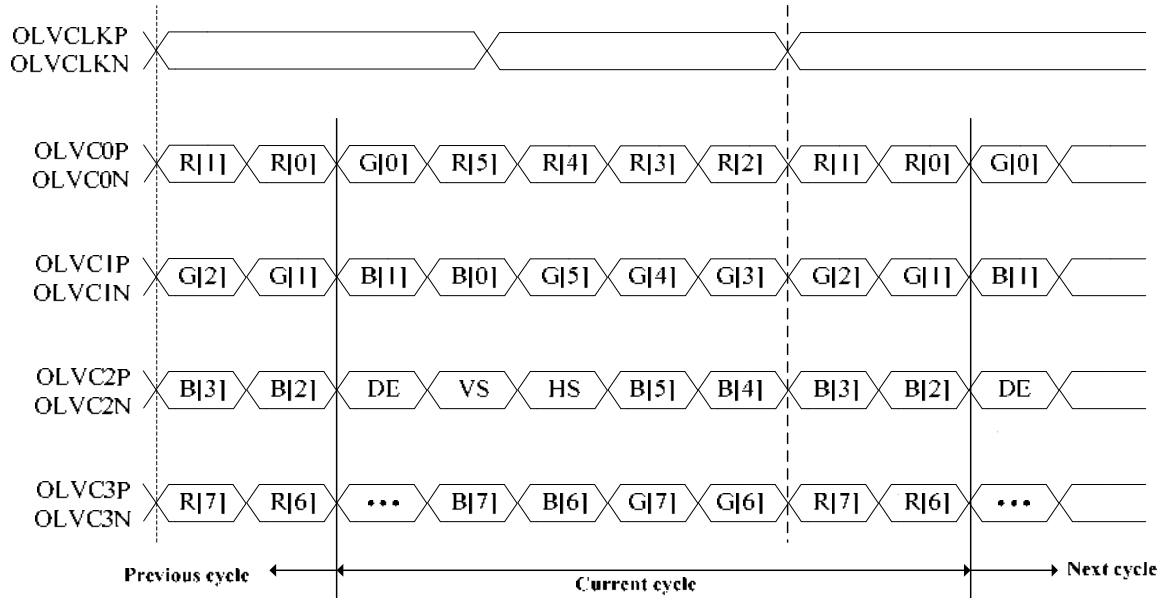 OLVCLKP
OLVCLKN
OLVC0P
OLVC0N
R[1] R[0] G[0] R[5] R[4] R[3] R[2] R[1] R[0] G[0]
OLVC1P
OLVC1N
G[2] G[1] B[1] B[0] G[5] G[4] G[3] G[2] G[1] B[1]
OLVC2P
OLVC2N
B[3] B[2] DE VS HS B[5] B[4] B[3] B[2] DE
OLVC3P
OLVC3N
R[7] R[6] ••• B[7] B[6] G[7] G[6] R[7] R[6] •••
Previous cycle Current cycle Next cycle